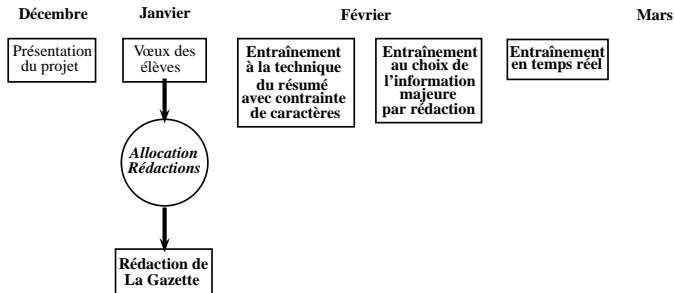 Décembre
Janvier
Février
Mars
Présentation
du projet
Vœux des
élèves
Entraînement
à la technique
du résumé
avec contrainte
de caractères
Entraînement
au choix de
l'information
majeure
par rédaction
Entraînement
en temps réel
Allocation
Rédactions
Rédaction de
La Gazette